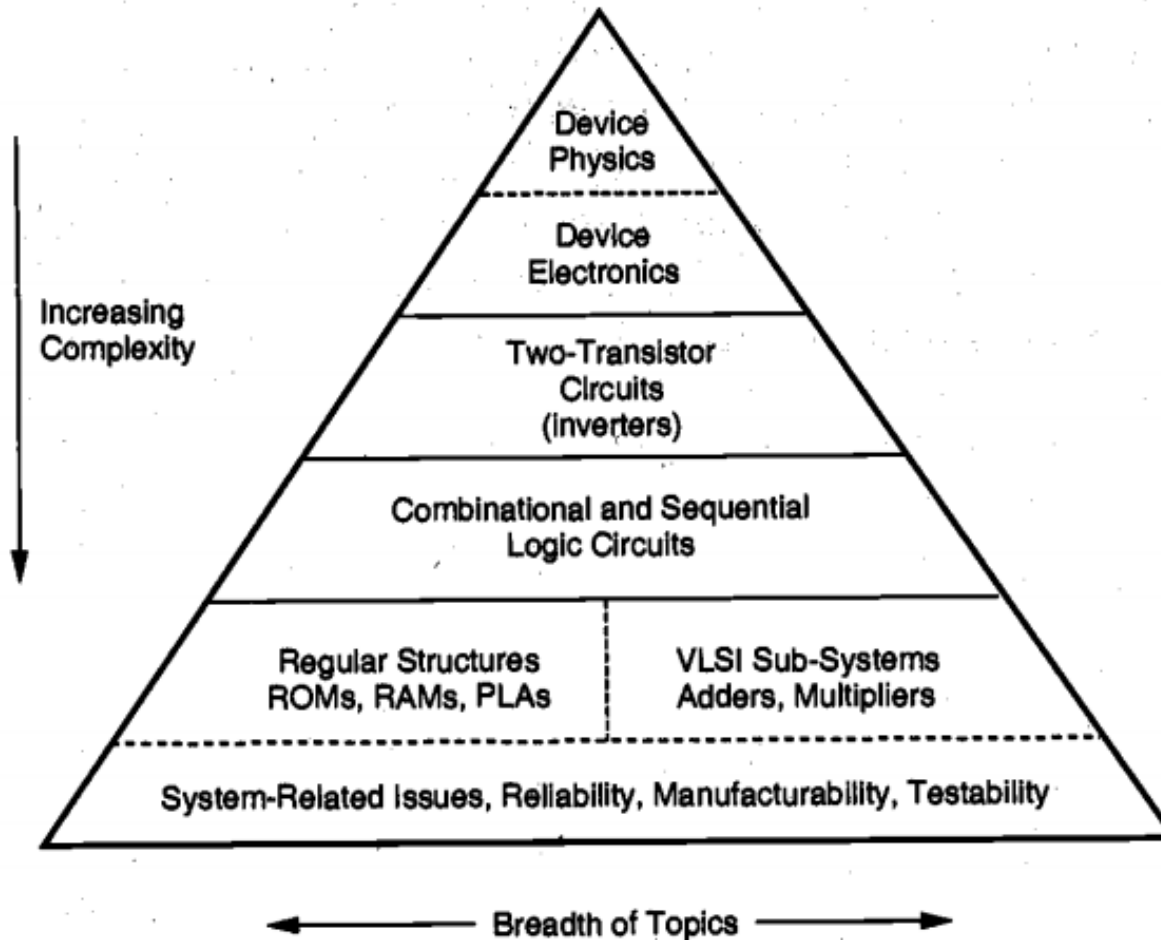 Device
Physics
Device
Electronics
Increasing
Complexity
Two-Transistor
Circuits
(inverters)
Combinational and Sequential
Logic Circuits
Regular Structures
ROMs, RAMs, PLAs
VLSI Sub-Systems
Adders, Multipliers
System-Related Issues, Reliability, Manufacturability, Testability
Breadth of Topics